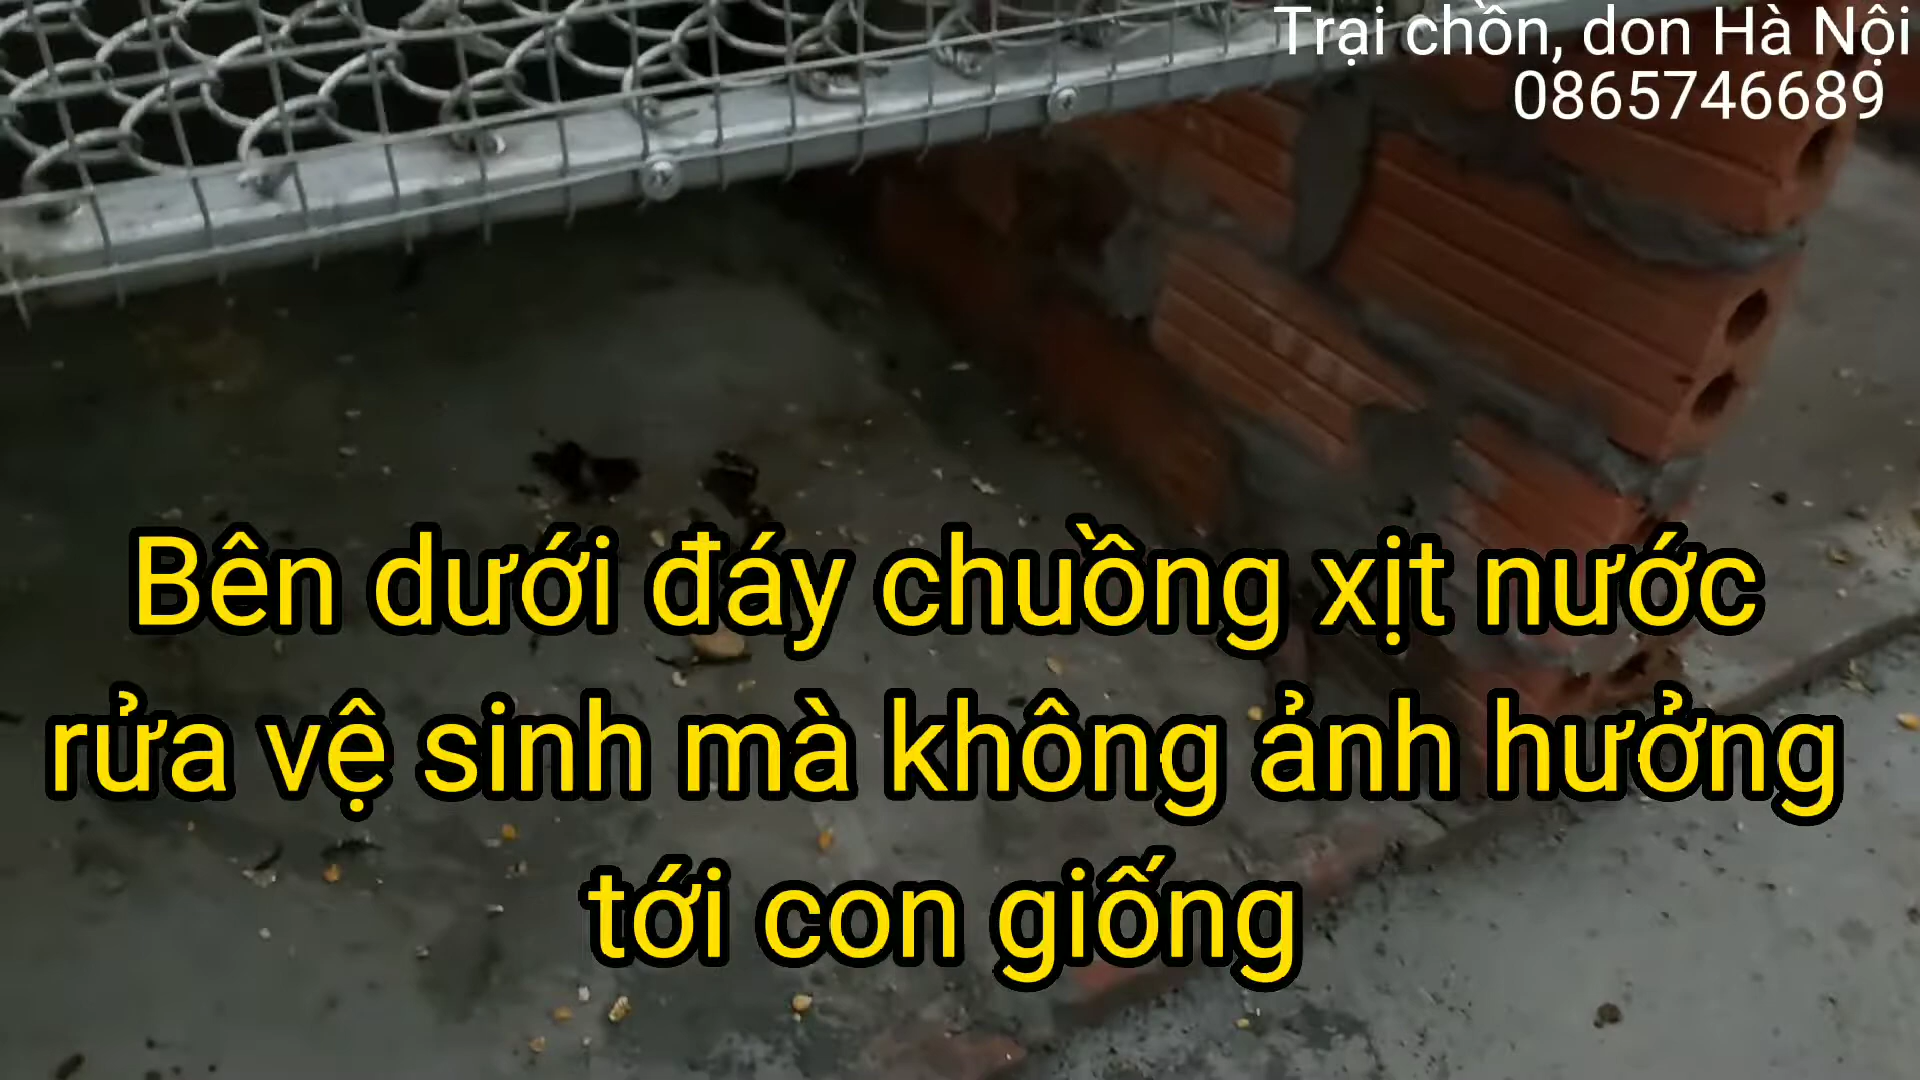 Trại chồn, don Hà Nội
0865746689
Bên dưới đáy chuồng xịt nước
rửa vệ sinh mà không ảnh hưởng
tới con giống